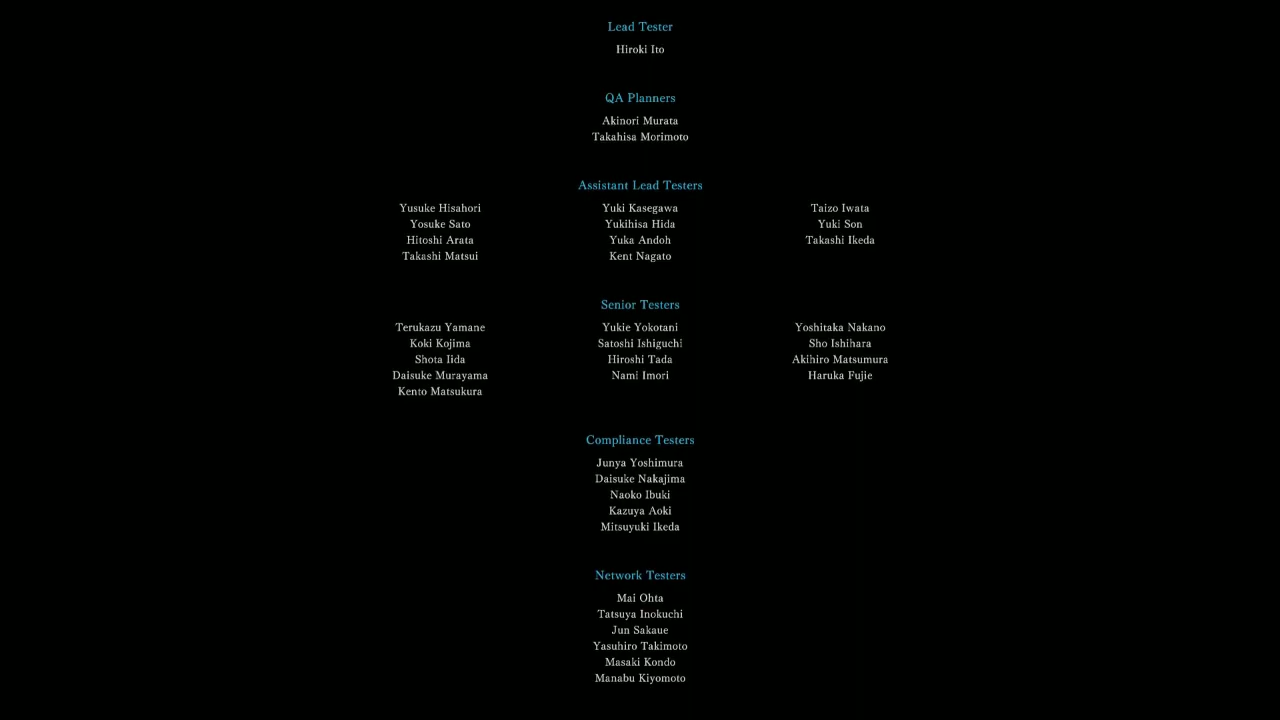 Lead Tester
Hiroki Ito
QA Planners
Akinori Murata
Takahisa Morimoto
Assistant Lead Testers
Yusuke Hisahori Yuki Kasegawa Taizo Iwata
Yosuke Sato Yukihisa Hida Yuki Son
Hitoshi Arata Yuka Andoh Takashi Ikeda
Takashi Matsui Kent Nagato
Senior Testers
Terukazu Yamane Yukie Yokotani Yoshitaka Nakano
Koki Kojima Satoshi Ishiguchi Sho Ishihara
Shota Iida Hiroshi Tada Akihiro Matsumura
Daisuke Murayama Nami Imori Haruka Fujie
Kento Matsukura
Compliance Testers
Junya Yoshimura
Daisuke Nakajima
Naoko Ibuki
Kazuya Aoki
Mitsuyuki Ikeda
Network Testers
Mai Ohta
Tatsuya Inokuchi
Jun Sakaue
Yasuhiro Takimoto
Masaki Kondo
Manabu Kiyomoto